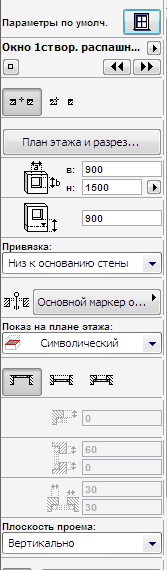 Параметры по умолч.
Окно 1створ. распашн...
План этажа и разрез...
a
b
в: 900
н: 1500
900
Привязка:
Низ к основанию стены
Основной маркер о...
Показ на плане этажа:
Символический
0
60
0
30
30
Плоскость проема:
Вертикально